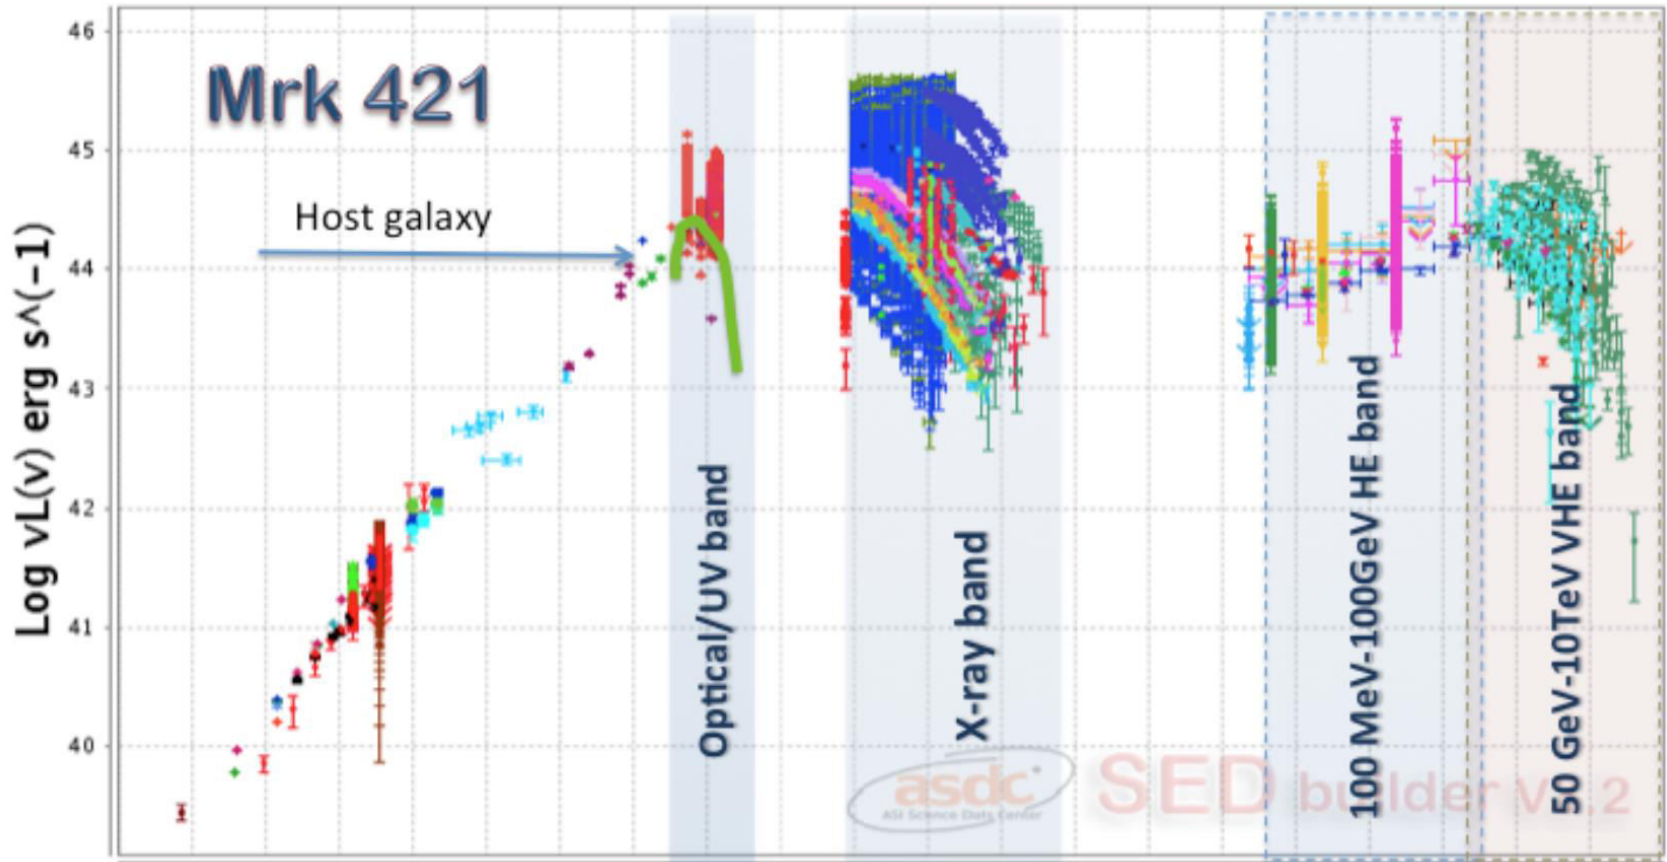 Mrk 421
Host galaxy
Log νL(ν) erg s^(−1)
46
45
44
43
42
41
40
Optical/UV band
X-ray band
100 MeV-100GeV HE band
50 GeV-10TeV VHE band
asdc
ASI Science Data Center
SED builder V2.2